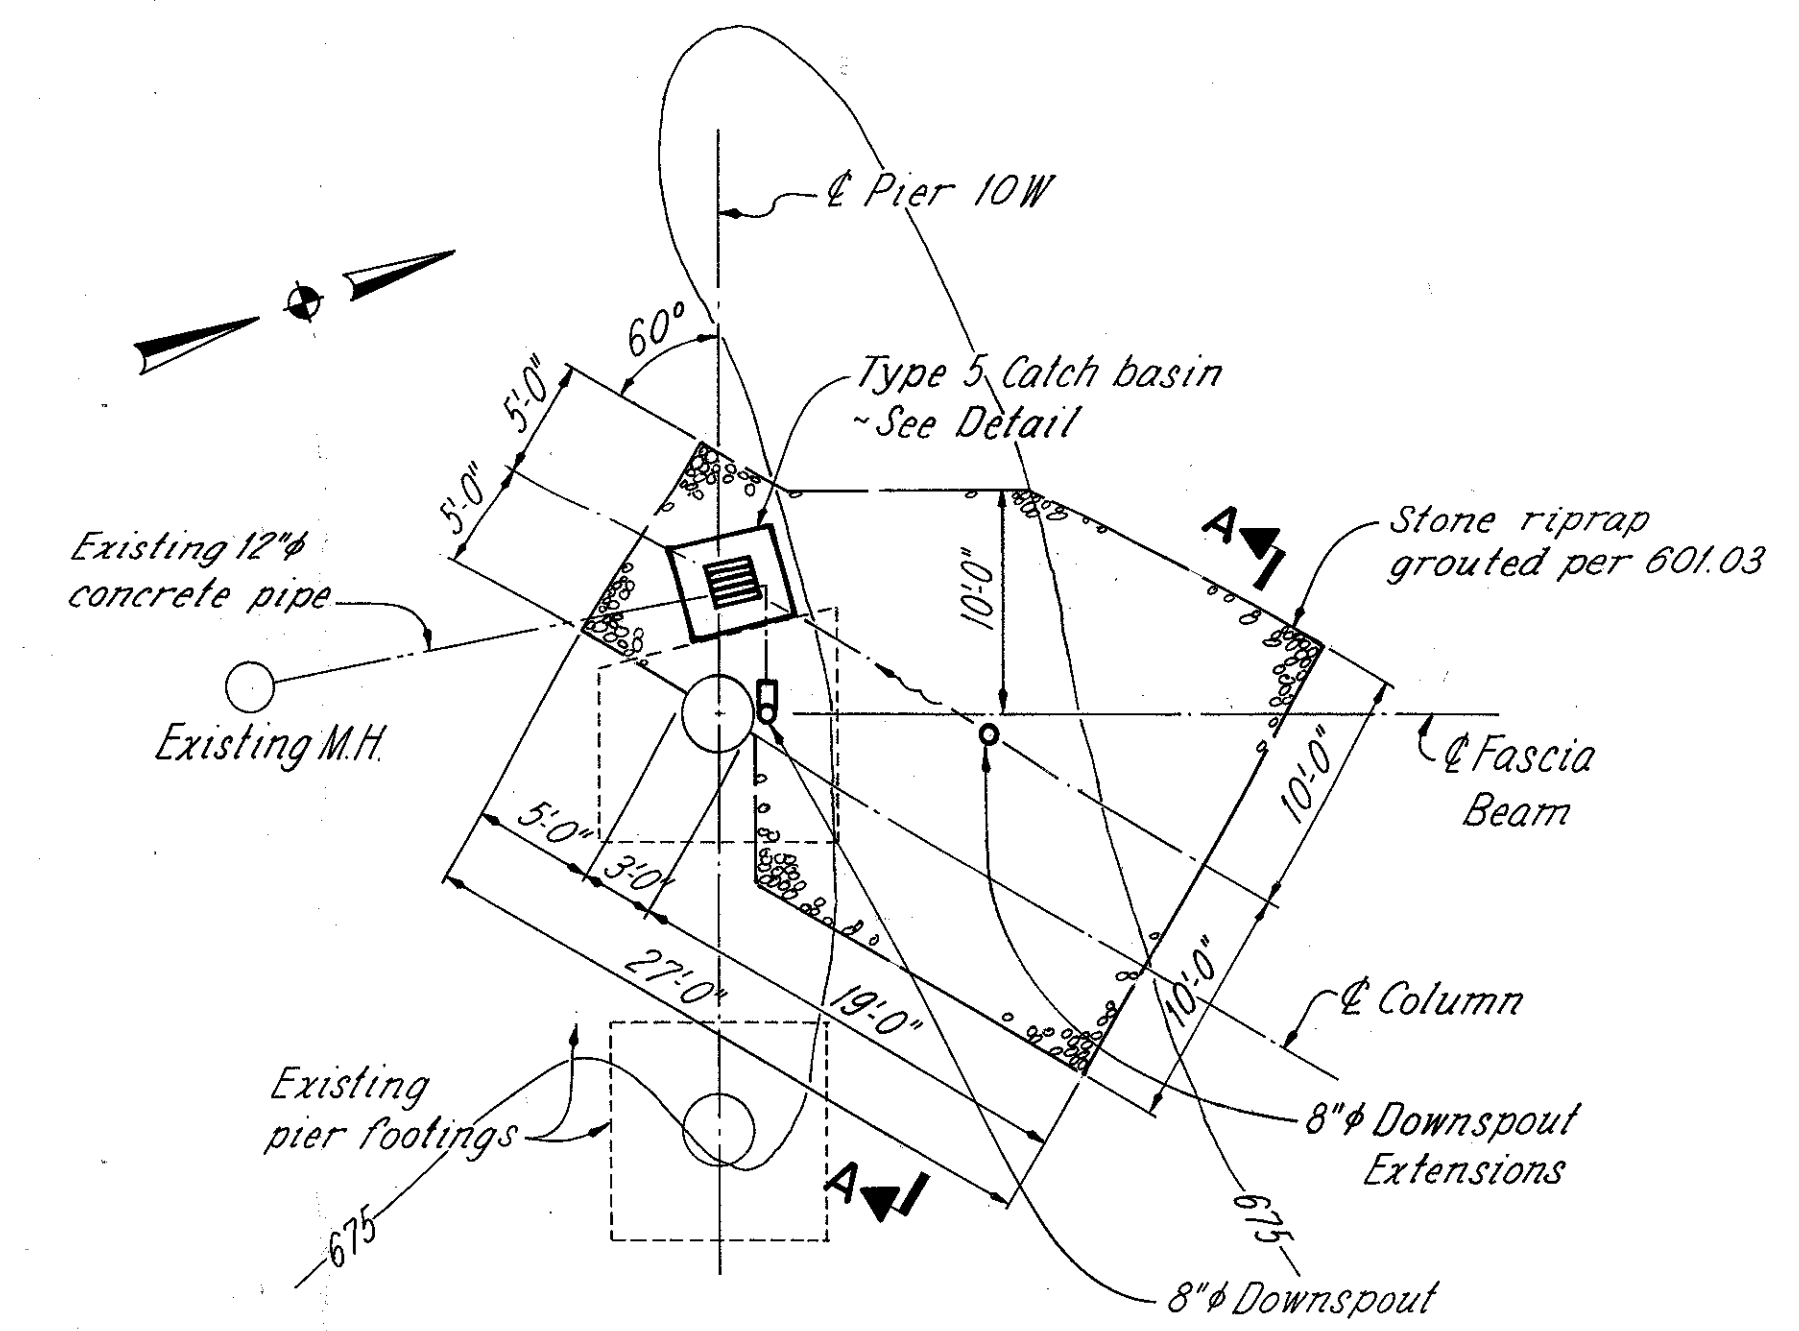 ℄ Pier 10W
60°
5'-0"
5'-0"
Type 5 Catch basin
~See Detail
Existing 12"ϕ
concrete pipe
Existing M.H.
10'-0"
A
Stone riprap
grouted per 601.03
℄ Fascia
Beam
10'-0"
10'-0"
5'-0"
3'-0"
27'-0"
19'-0"
℄ Column
Existing
pier footings
675
A
8"ϕ Downspout
Extensions
675
8"ϕ Downspout